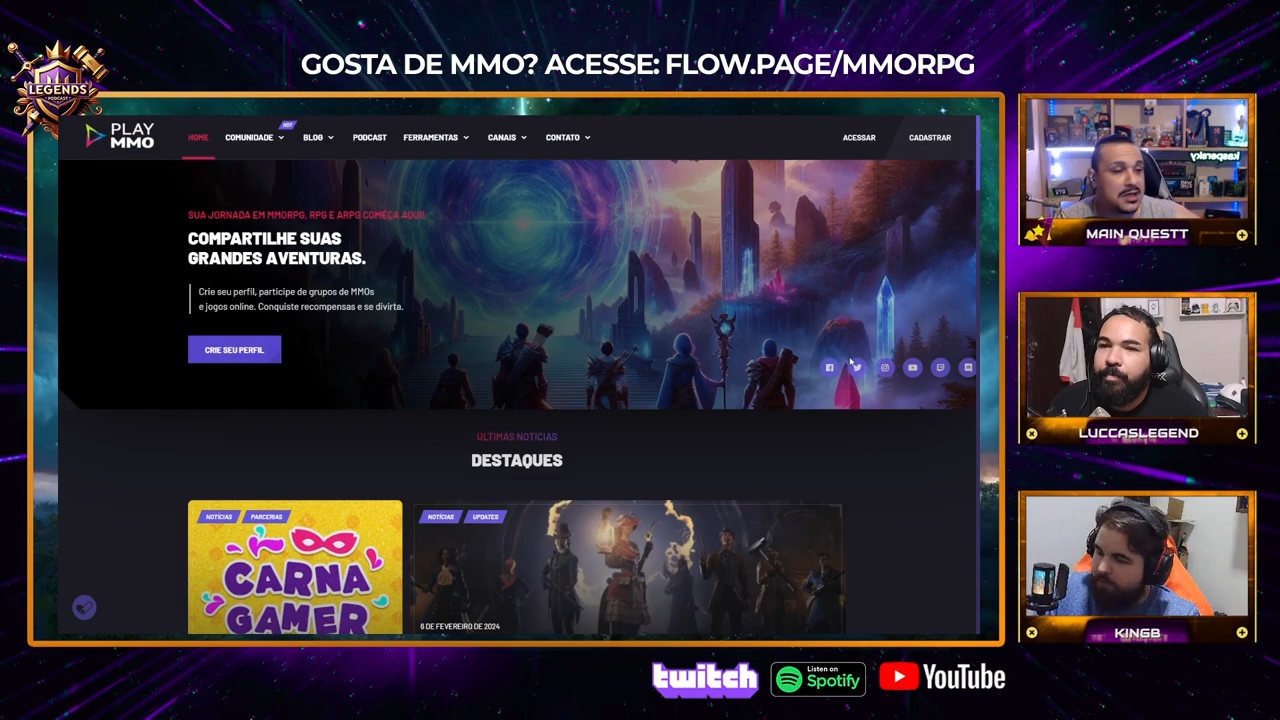 GOSTA DE MMO? ACESSE: FLOW.PAGE/MMORPG
LEGENDS
PODCAST
PLAY
MMO
HOME
COMUNIDADE
HOT
BLOG
PODCAST
FERRAMENTAS
CANAIS
CONTATO
ACESSAR
CADASTRAR
SUA JORNADA EM MMORPG, RPG E ARPG COMEÇA AQUI!
COMPARTILHE SUAS
GRANDES AVENTURAS.
Crie seu perfil, participe de grupos de MMOs
e jogos online. Conquiste recompensas e se divirta.
CRIE SEU PERFIL
ÚLTIMAS NOTÍCIAS
DESTAQUES
NOTÍCIAS
PARCERIAS
CARNA
GAMER
NOTÍCIAS
UPDATES
6 DE FEVEREIRO DE 2024
kaspersky
MAIN QUESTT
LUCCASLEGEND
KINGB
twitch
Listen on
Spotify
YouTube